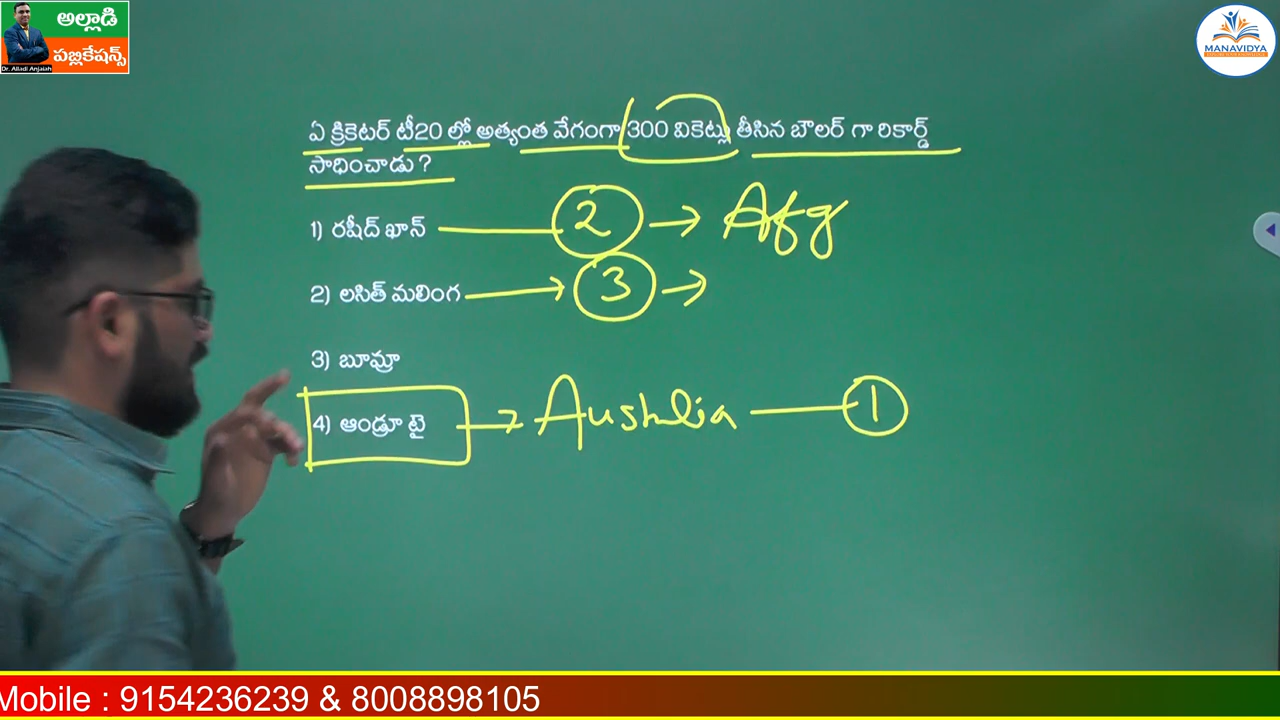 అల్లాడి
పబ్లికేషన్స్
Dr. Alladi Anjaiah
MANAVIDYA
ఏ క్రికెటర్ టీ20 ల్లో అత్యంత వేగంగా 300 వికెట్లు తీసిన బౌలర్ గా రికార్డ్
సాధించాడు ?
1) రషీద్ ఖాన్ 2 → Afg
2) లసిత్ మలింగ → 3 →
3) బూమ్రా
4) ఆండ్రూ టై → Australia 1
Mobile : 9154236239 & 8008898105